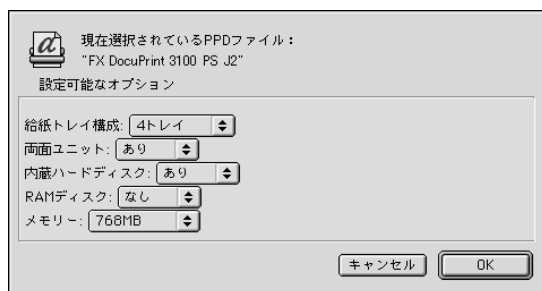 現在選択されているPPDファイル：
"FX DocuPrint 3100 PS J2"
設定可能なオプション
給紙トレイ構成: 4トレイ
両面ユニット: あり
内蔵ハードディスク: あり
RAMディスク: なし
メモリー: 768MB
キャンセル OK